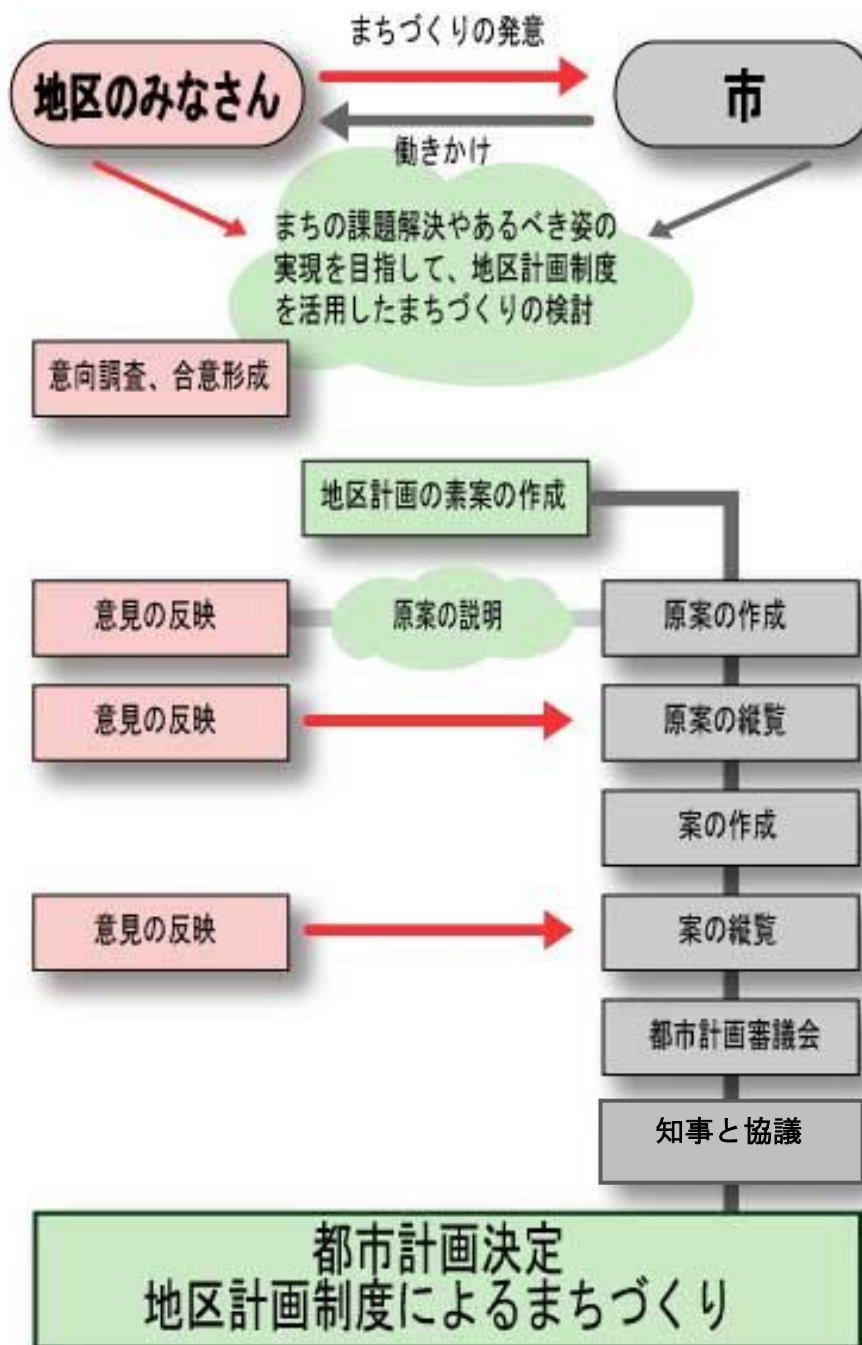 まちづくりの発意
地区のみなさん
市
働きかけ
まちの課題解決やあるべき姿の
実現を目指して、地区計画制度
を活用したまちづくりの検討
意向調査、合意形成
地区計画の素案の作成
意見の反映
原案の説明
原案の作成
意見の反映
原案の縦覧
案の作成
意見の反映
案の縦覧
都市計画審議会
知事と協議
都市計画決定
地区計画制度によるまちづくり